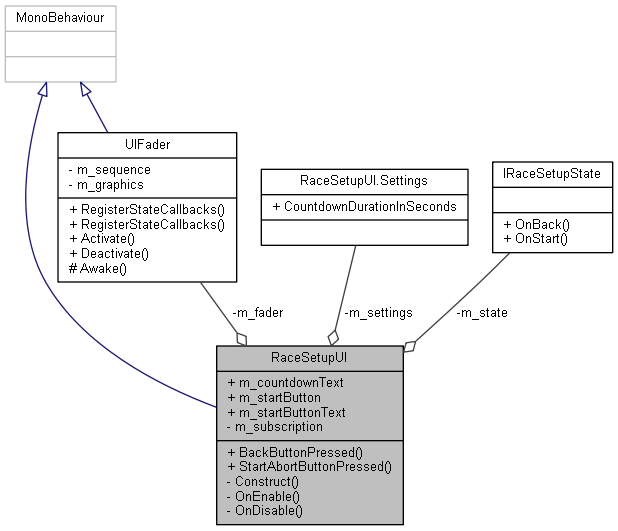 MonoBehaviour
UIFader
- m_sequence
- m_graphics
+ RegisterStateCallbacks()
+ RegisterStateCallbacks()
+ Activate()
+ Deactivate()
# Awake()
RaceSetupUI.Settings
+ CountdownDurationInSeconds
IRaceSetupState
+ OnBack()
+ OnStart()
-m_fader
-m_settings
-m_state
RaceSetupUI
+ m_countdownText
+ m_startButton
+ m_startButtonText
- m_subscription
+ BackButtonPressed()
+ StartAbortButtonPressed()
- Construct()
- OnEnable()
- OnDisable()